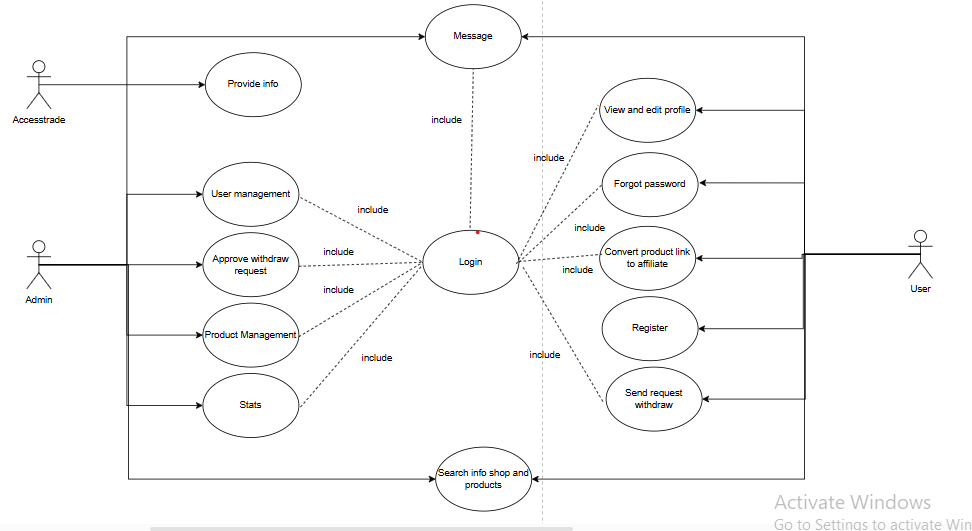 Message
Provide info
Accesstrade
include
View and edit profile
include
Forgot password
User management
include
include
Convert product link
to affiliate
include
Approve withdraw
request
include
Login
include
Admin
User
Register
Product Management
include
include
Send request
withdraw
Stats
Search info shop and
products
Activate Windows
Go to Settings to activate Win